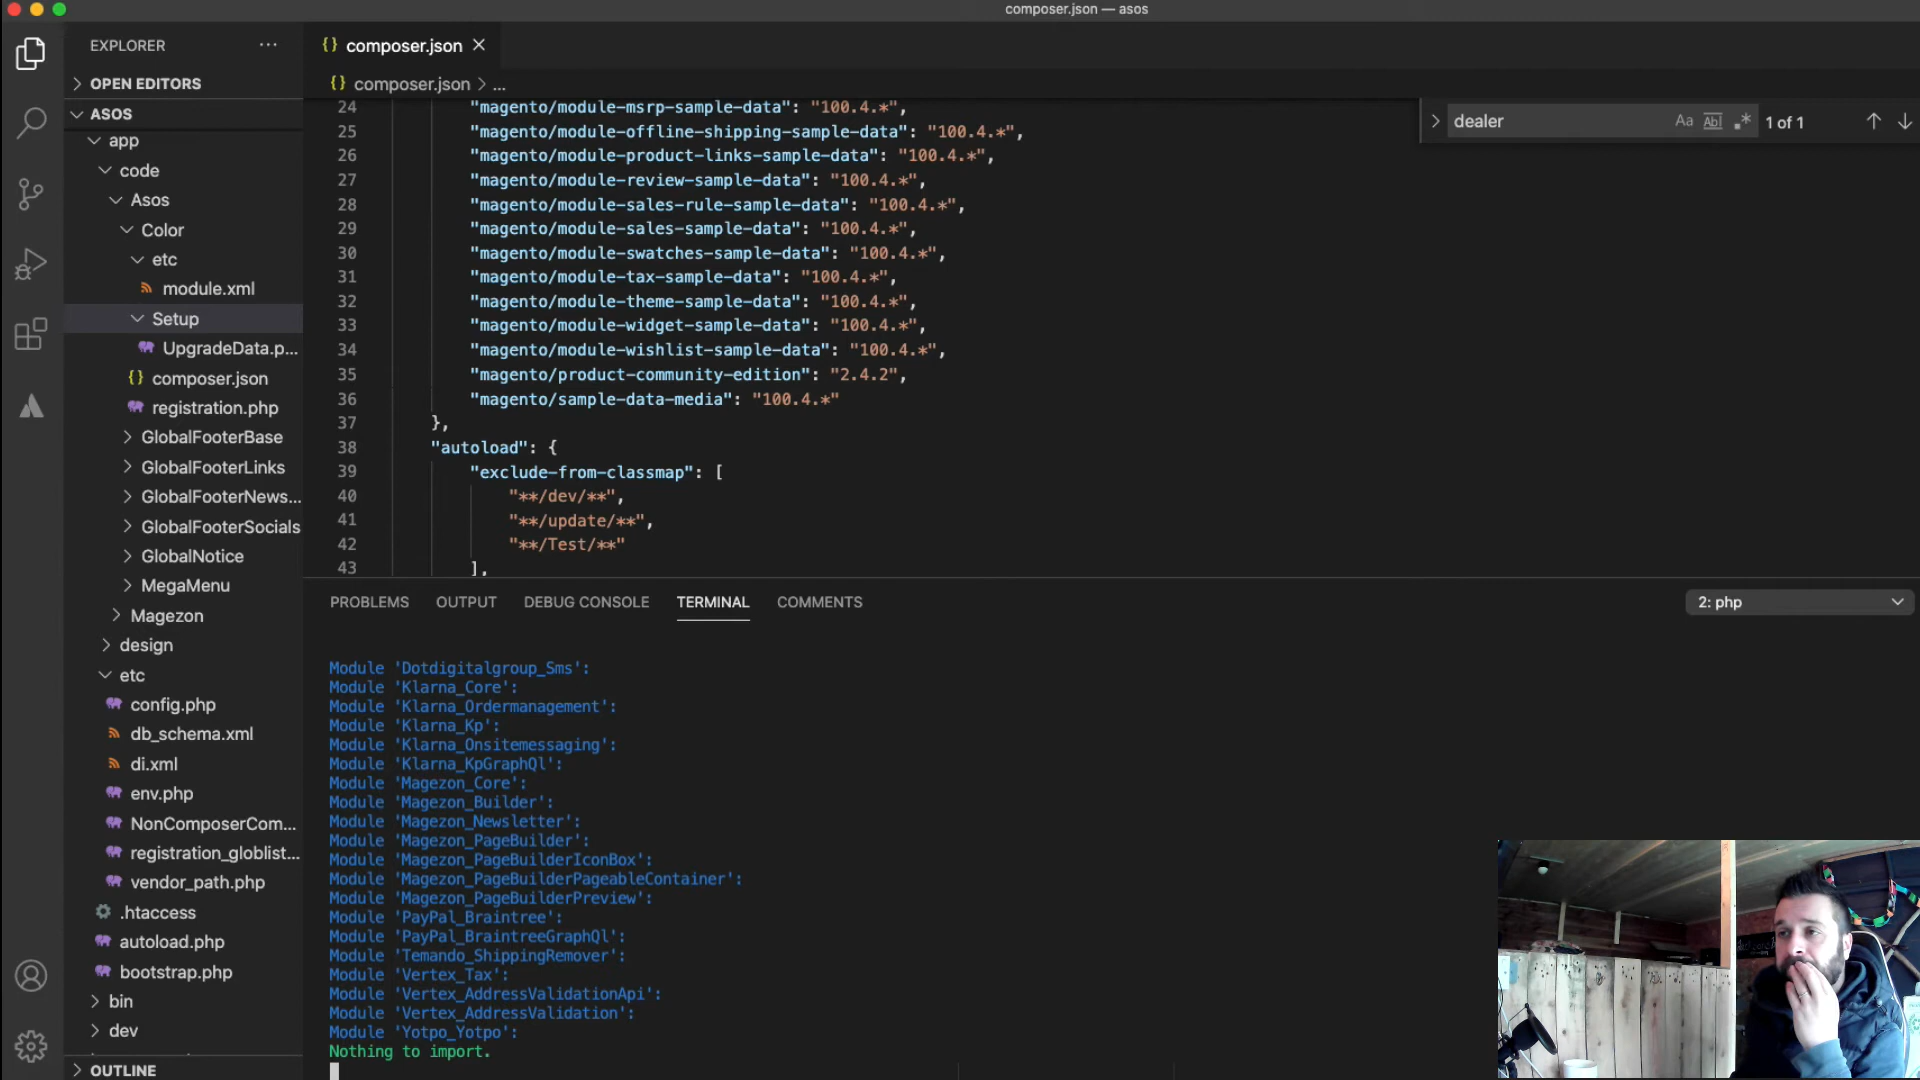 composer.json — asos
EXPLORER
OPEN EDITORS
ASOS
app
code
Asos
Color
etc
module.xml
Setup
UpgradeData.p...
composer.json
registration.php
GlobalFooterBase
GlobalFooterLinks
GlobalFooterNews...
GlobalFooterSocials
GlobalNotice
MegaMenu
Magezon
design
etc
config.php
db_schema.xml
di.xml
env.php
NonComposerCom...
registration_globlist...
vendor_path.php
.htaccess
autoload.php
bootstrap.php
bin
dev
OUTLINE
{} composer.json
{} composer.json > ...
24 "magento/module-msrp-sample-data": "100.4.*",
25 "magento/module-offline-shipping-sample-data": "100.4.*",
26 "magento/module-product-links-sample-data": "100.4.*",
27 "magento/module-review-sample-data": "100.4.*",
28 "magento/module-sales-rule-sample-data": "100.4.*",
29 "magento/module-sales-sample-data": "100.4.*",
30 "magento/module-swatches-sample-data": "100.4.*",
31 "magento/module-tax-sample-data": "100.4.*",
32 "magento/module-theme-sample-data": "100.4.*",
33 "magento/module-widget-sample-data": "100.4.*",
34 "magento/module-wishlist-sample-data": "100.4.*",
35 "magento/product-community-edition": "2.4.2",
36 "magento/sample-data-media": "100.4.*"
37 },
38 "autoload": {
39 "exclude-from-classmap": [
40 "**/dev/**",
41 "**/update/**",
42 "**/Test/**"
43 ],
dealer Aa Abl .* 1 of 1
PROBLEMS OUTPUT DEBUG CONSOLE TERMINAL COMMENTS
2: php
Module 'Dotdigitalgroup_Sms':
Module 'Klarna_Core':
Module 'Klarna_Ordermanagement':
Module 'Klarna_Kp':
Module 'Klarna_Onsitemessaging':
Module 'Klarna_KpGraphQl':
Module 'Magezon_Core':
Module 'Magezon_Builder':
Module 'Magezon_Newsletter':
Module 'Magezon_PageBuilder':
Module 'Magezon_PageBuilderIconBox':
Module 'Magezon_PageBuilderPageableContainer':
Module 'Magezon_PageBuilderPreview':
Module 'PayPal_Braintree':
Module 'PayPal_BraintreeGraphQl':
Module 'Temando_ShippingRemover':
Module 'Vertex_Tax':
Module 'Vertex_AddressValidationApi':
Module 'Vertex_AddressValidation':
Module 'Yotpo_Yotpo':
Nothing to import.